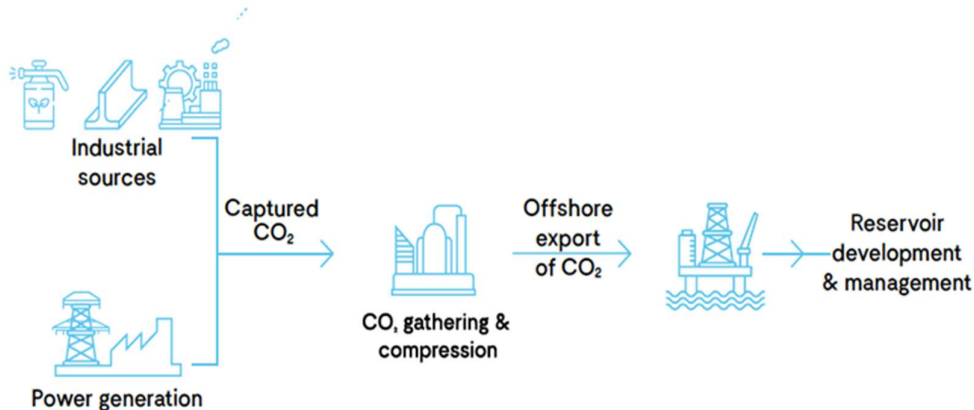 Industrial
sources
Captured
CO₂
Offshore
export
of CO₂
Reservoir
development
& management
CO, gathering &
compression
Power generation